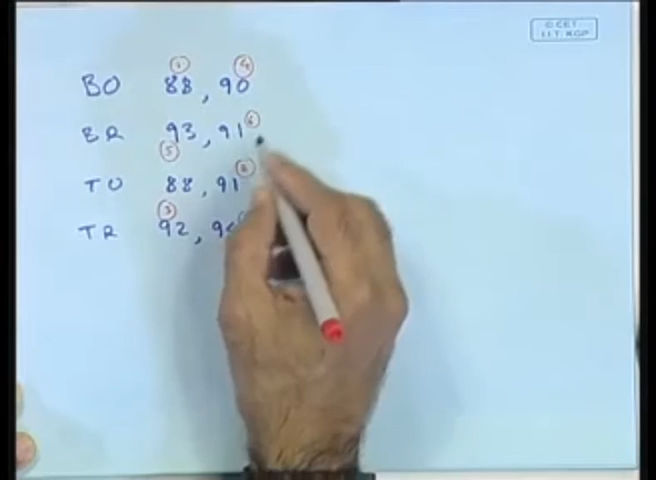 © CET
I.I.T. KGP
BO 88, 90
BR 93, 91
TO 88, 91
TR 92,